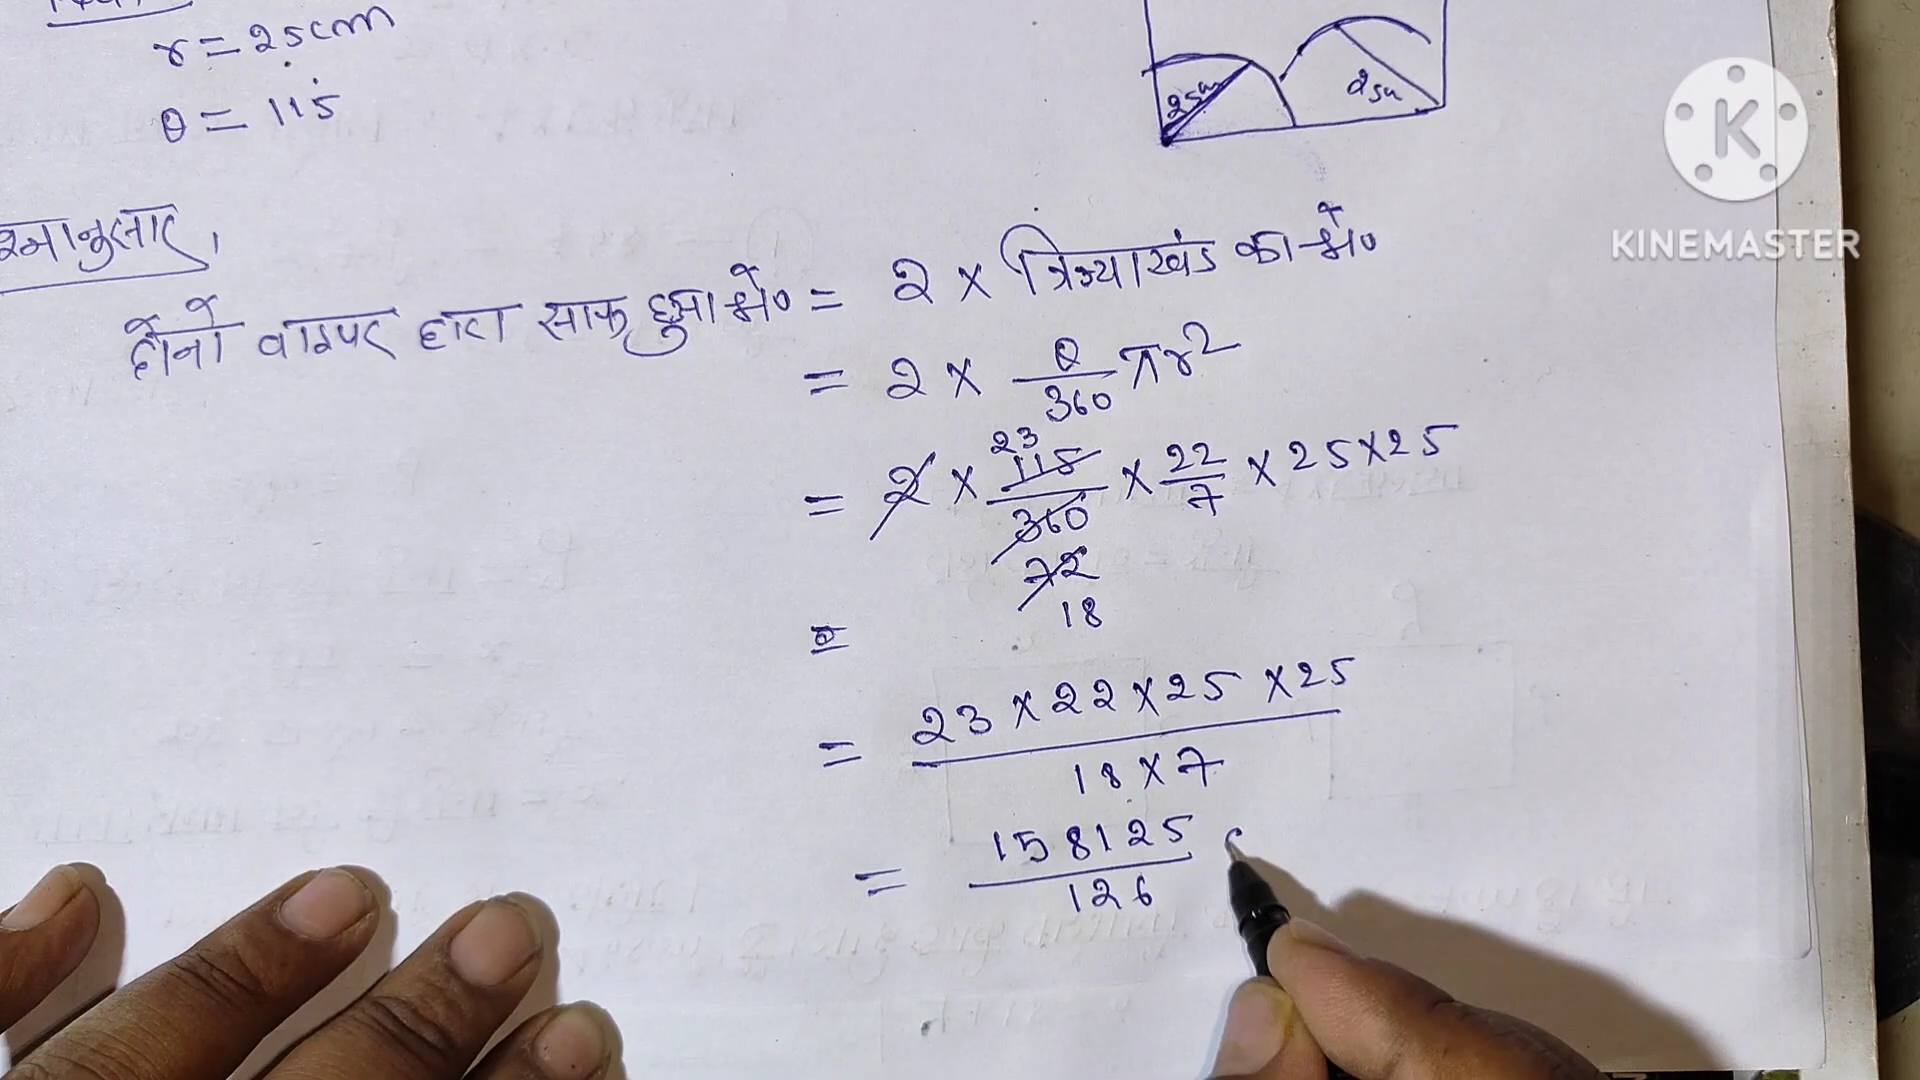 r = 25cm
θ = 115
25cm
25cm
K
KINEMASTER
श्नानुसार,
दोनों वाइपर द्वारा साफ हुआ क्षे० = 2 × त्रिज्याखंड का क्षे०
= 2 × θ/360 πr²
= 2 × 115/360 × 22/7 × 25 × 25
23
72
18
=
= 23 × 22 × 25 × 25 / 18 × 7
= 158125 / 126